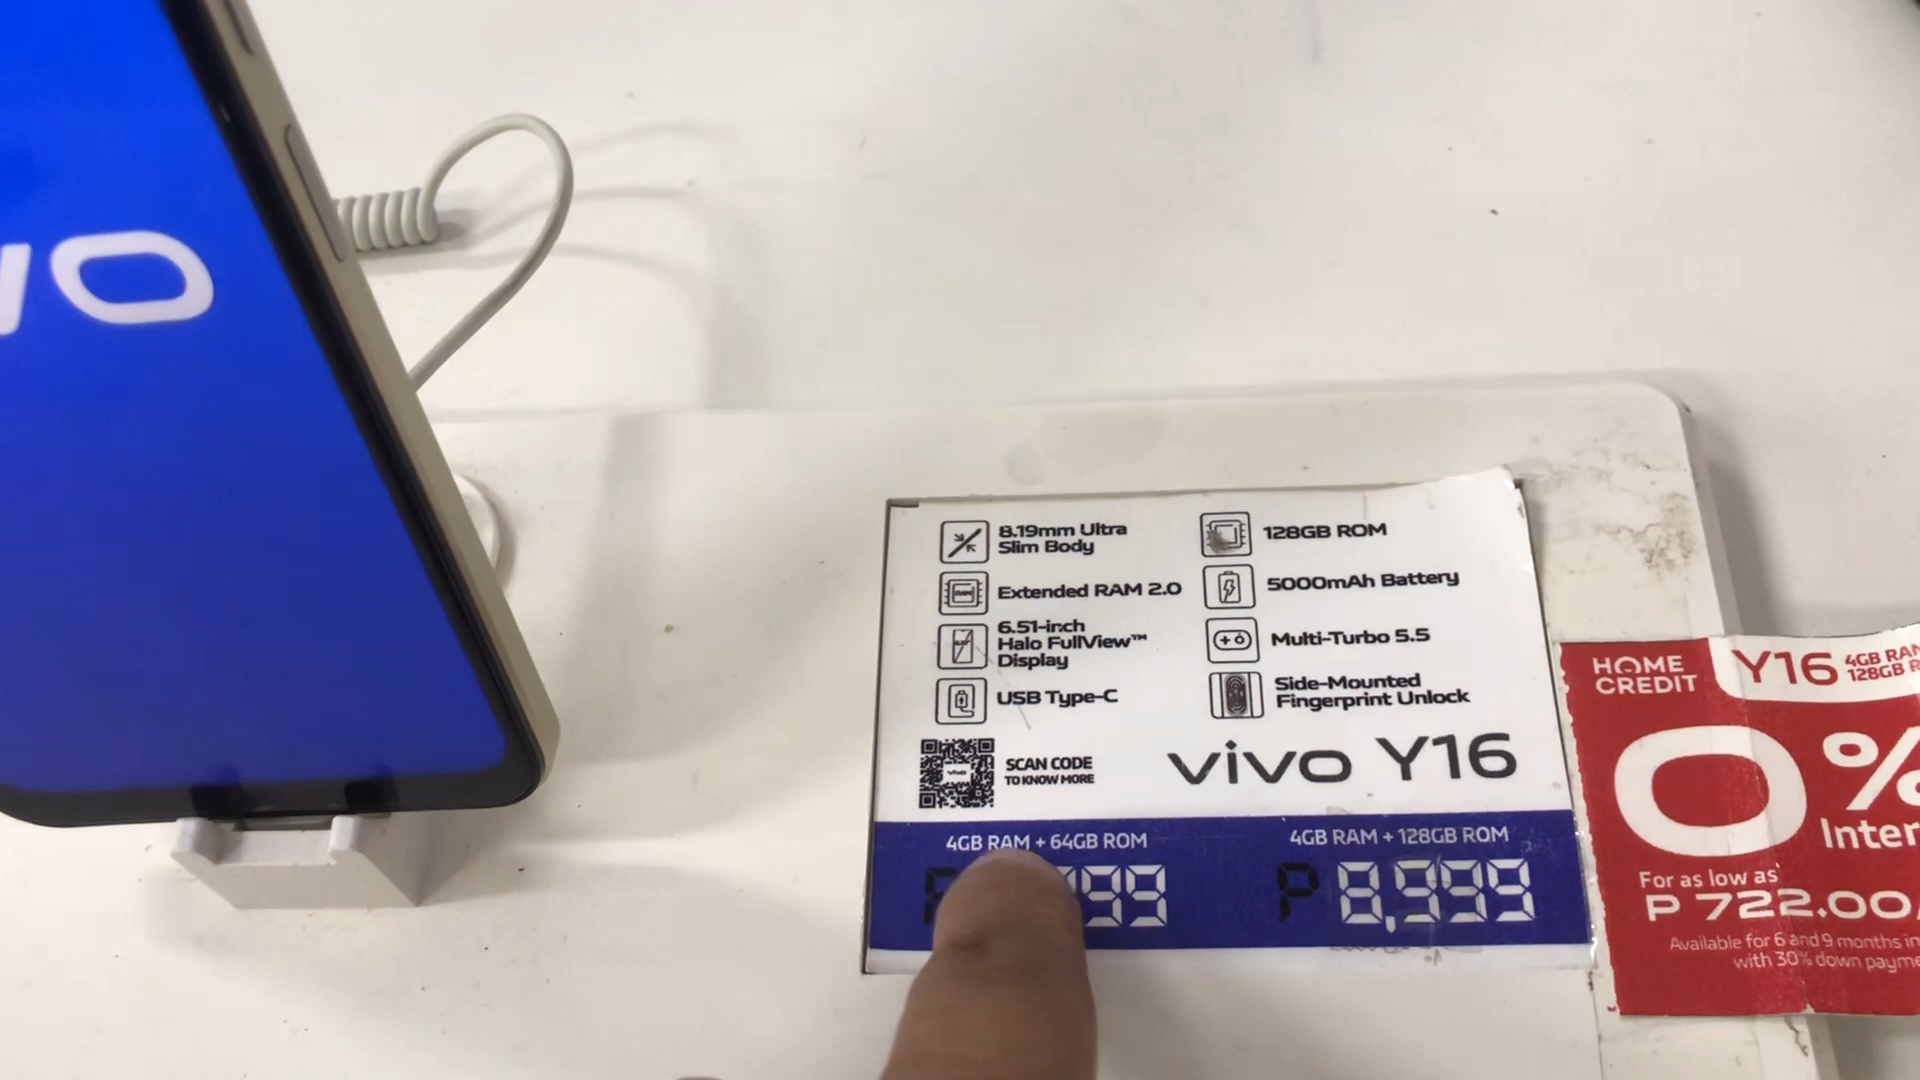 8.19mm Ultra
Slim Body
Extended RAM 2.0
6.51-inch
Halo FullView™
Display
USB Type-C
128GB ROM
5000mAh Battery
Multi-Turbo 5.5
Side-Mounted
Fingerprint Unlock
SCAN CODE
TO KNOW MORE
vivo Y16
4GB RAM + 64GB ROM
4GB RAM + 128GB ROM
P 8,999
HOME
CREDIT
Y16
4GB RAM
0%
For as low as
P 722.00
Available for 6 and 9 months
with 30% down